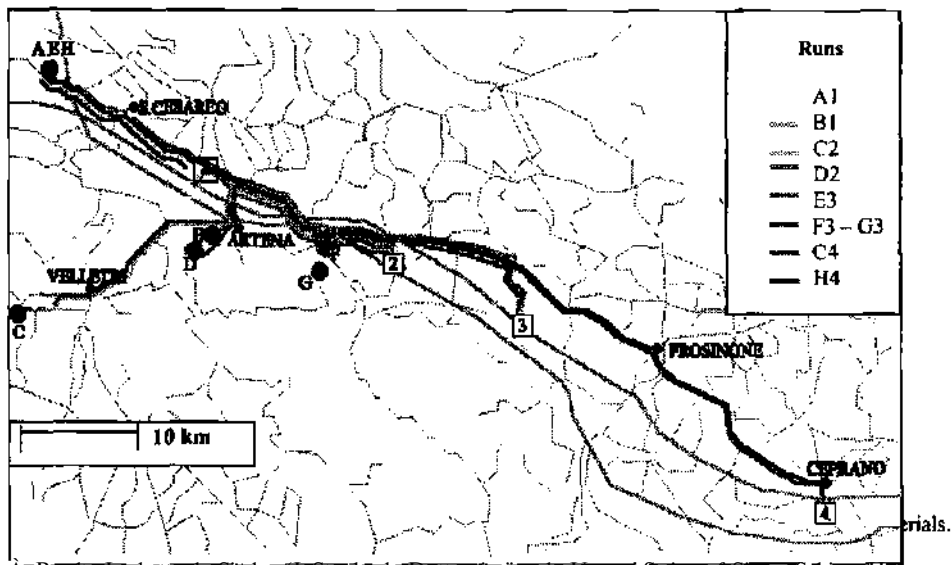 Runs
A1
B1
C2
D2
E3
F3 – G3
C4
H4
AEH
S.CESAREO
ARTENA
D
VELLETRI
C
G
2
3
FROSINONE
CEPRANO
4
10 km
erials.